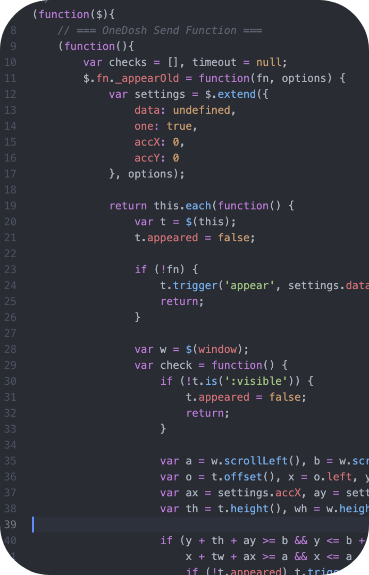 (function($){
8 // === OneDosh Send Function ===
9 (function(){
10 var checks = [], timeout = null;
11 $.fn._appearOld = function(fn, options) {
12 var settings = $.extend({
13 data: undefined,
14 one: true,
15 accX: 0,
16 accY: 0
17 }, options);
18
19 return this.each(function() {
20 var t = $(this);
21 t.appeared = false;
22
23 if (!fn) {
24 t.trigger('appear', settings.data
25 return;
26 }
27
28 var w = $(window);
29 var check = function() {
30 if (!t.is(':visible')) {
31 t.appeared = false;
32 return;
33 }
34
35 var a = w.scrollLeft(), b = w.scr
36 var o = t.offset(), x = o.left, y
37 var ax = settings.accX, ay = sett
38 var th = t.height(), wh = w.heigh
39
40 if (y + th + ay >= b && y <= b +
x + tw + ax >= a && x <= a
if (!t.appeared) t.trigg